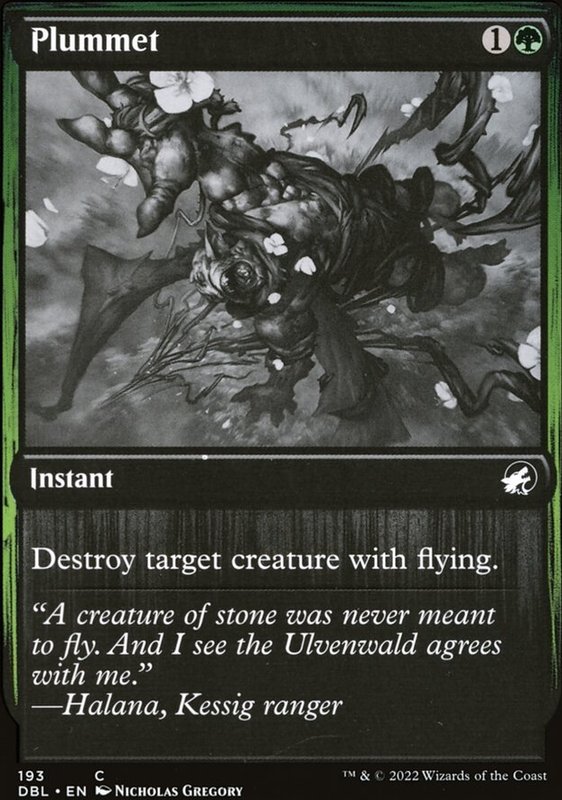 Plummet 1
Instant
Destroy target creature with flying.
“A creature of stone was never meant
to fly. And I see the Ulvenwald agrees
with me.”
—Halana, Kessig ranger
193 C
DBL • EN Nicholas Gregory
™ & © 2022 Wizards of the Coast